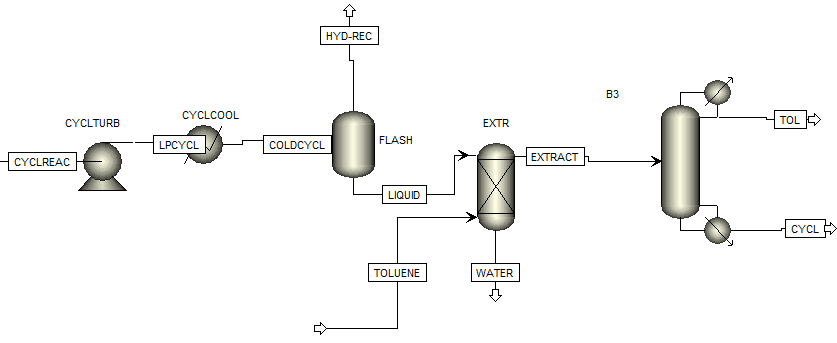 HYD-REC
B3
CYCLTURB
CYCLCOOL
EXTR
TOL
LPCYCL
COLDCYCL
FLASH
CYCLREAC
EXTRACT
LIQUID
CYCL
TOLUENE
WATER